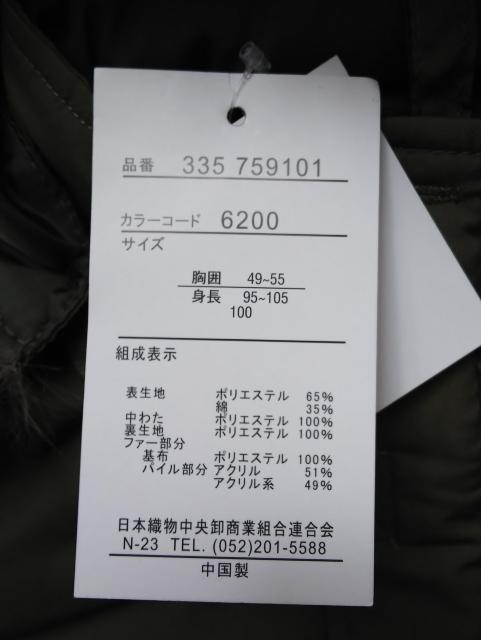 品番 335 759101
カラーコード 6200
サイズ
胸囲 49~55
身長 95~105
100
組成表示
表生地 ポリエステル 65%
綿 35%
中わた ポリエステル 100%
裏生地 ポリエステル 100%
ファー部分
基布 ポリエステル 100%
パイル部分 アクリル 51%
アクリル系 49%
日本織物中央卸商業組合連合会
N-23 TEL. (052)201-5588
中国製